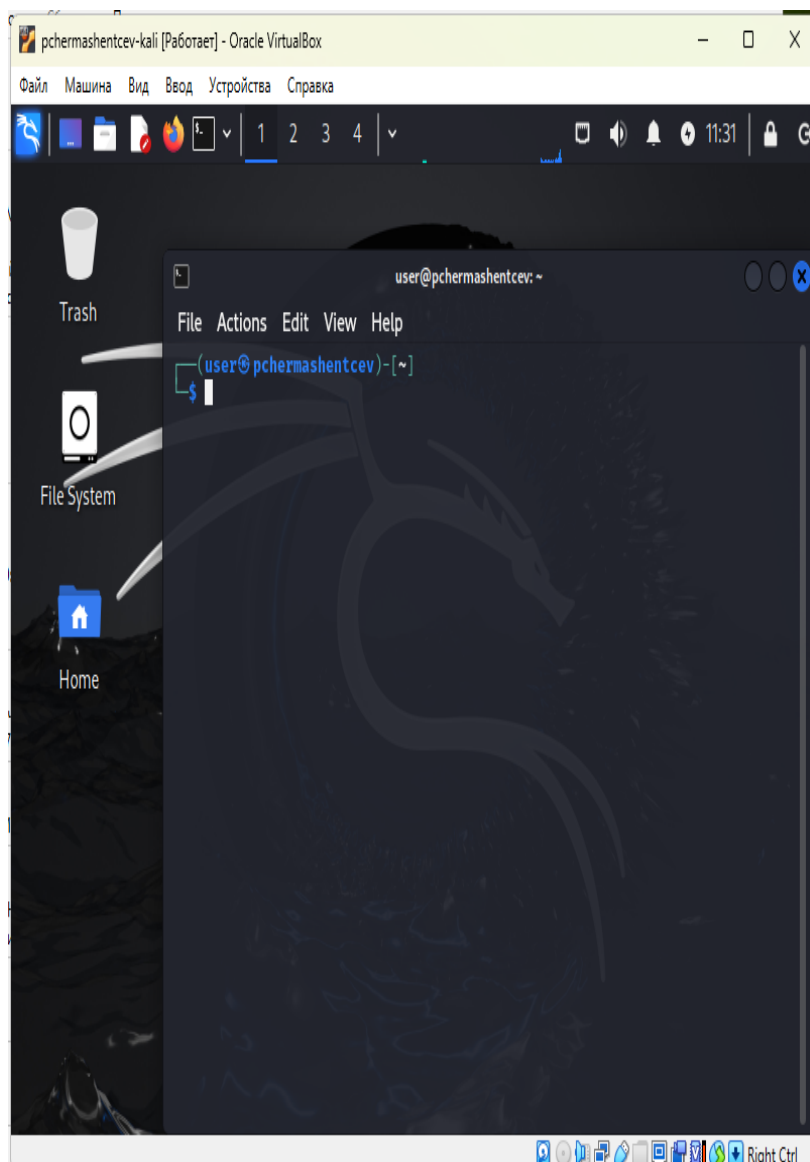 pchermashentcev-kali [Работает] - Oracle VirtualBox
Файл Машина Вид Ввод Устройства Справка
1 2 3 4 11:31
Trash
File System
Home
user@pchermashentcev: ~
File Actions Edit View Help
(user㉿pchermashentcev)-[~]
$
Right Ctrl